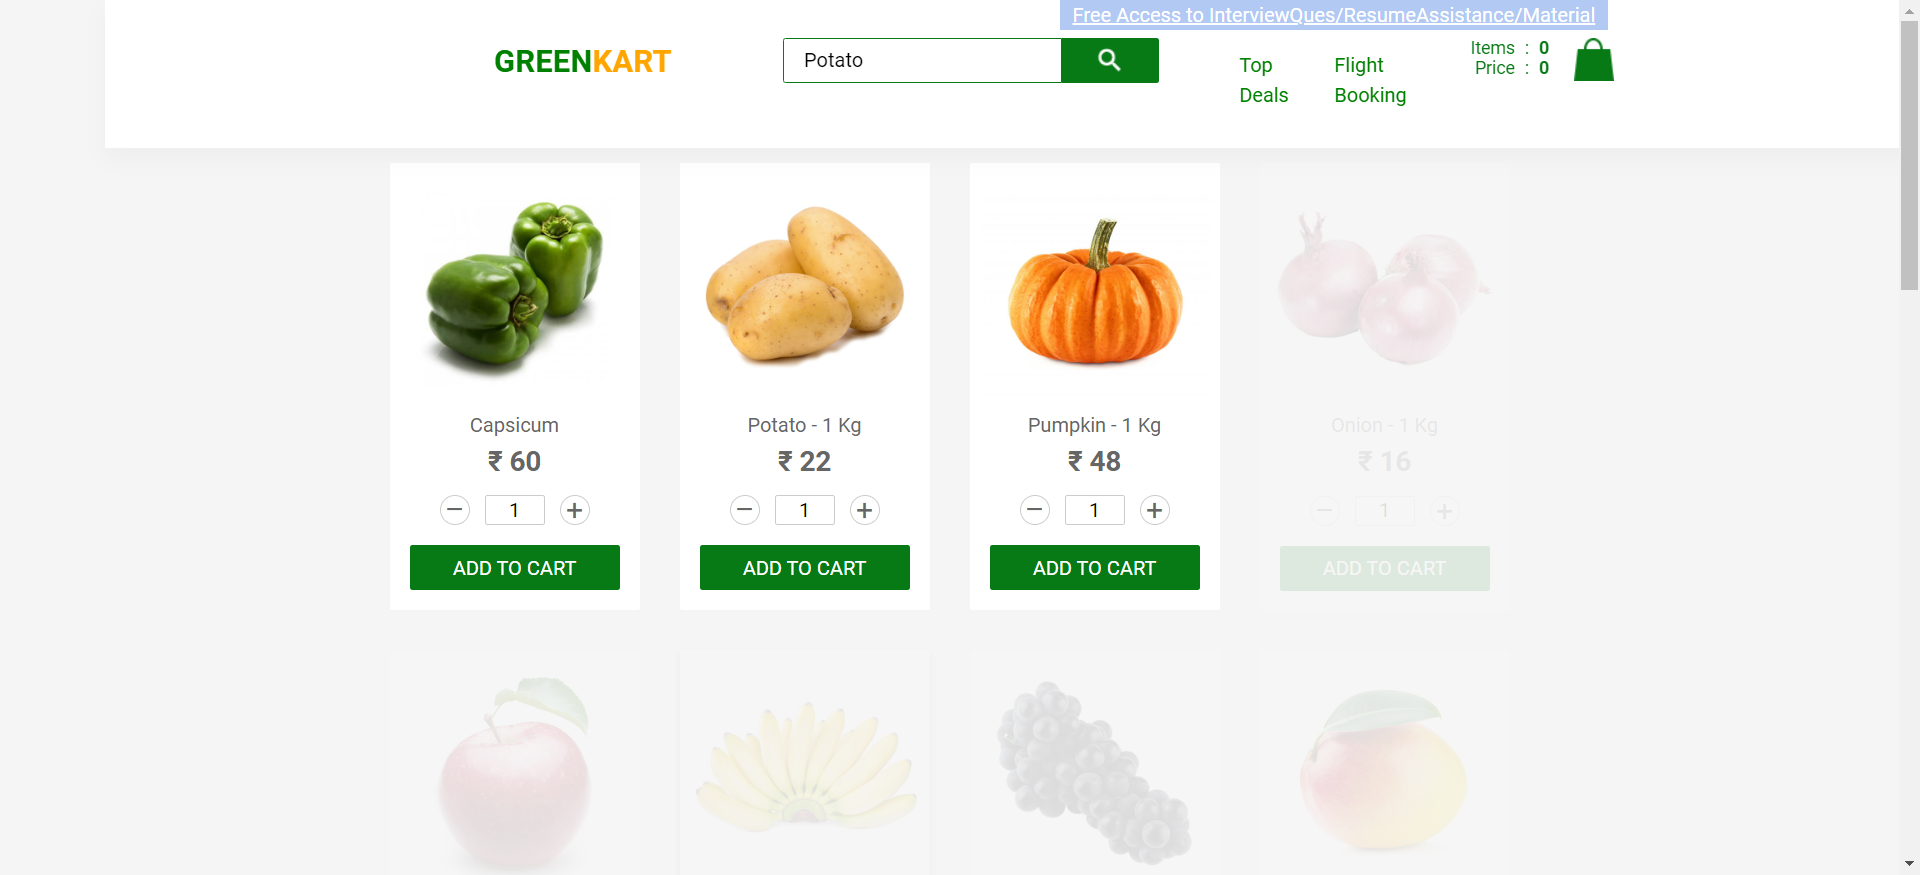 Free Access to InterviewQues/ResumeAssistance/Material
GREENKART
Potato
Top Deals
Flight Booking
Items : 0
Price : 0
Capsicum
₹ 60
− 1 +
ADD TO CART
Potato - 1 Kg
₹ 22
− 1 +
ADD TO CART
Pumpkin - 1 Kg
₹ 48
− 1 +
ADD TO CART
Onion - 1 Kg
₹ 16
− 1 +
ADD TO CART